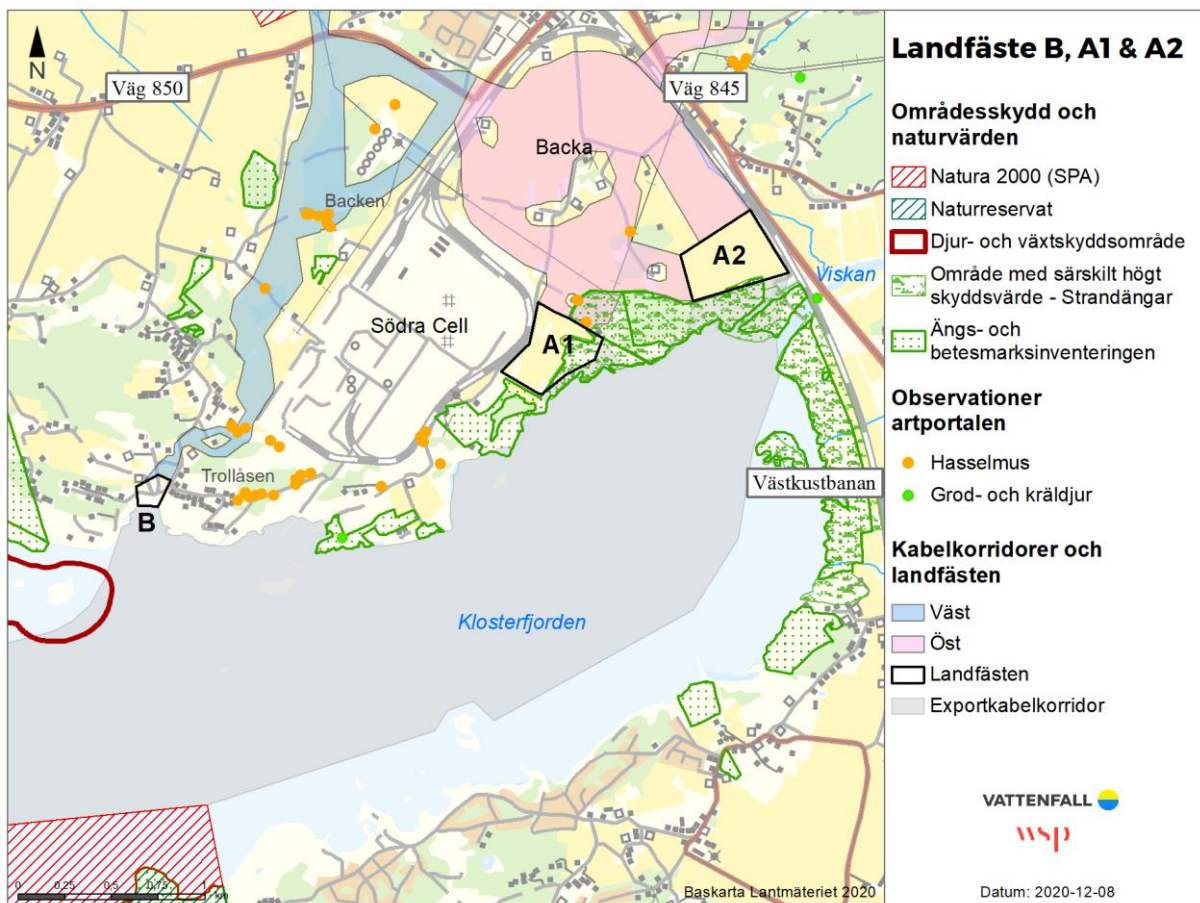 N
Väg 850
Väg 845
Backa
Backen
A2
Viskan
Södra Cell
A1
Trollåsen
Västkustbanan
B
Klosterfjorden
0 0,25 0,5 0,75 1
km
Baskarta Lantmäteriet 2020
Landfäste B, A1 & A2
Områdesskydd och
naturvärden
Natura 2000 (SPA)
Naturreservat
Djur- och växtskyddsområde
Område med särskilt högt
skyddsvärde - Strandängar
Ängs- och
betesmarksinventeringen
Observationer
artportalen
Hasselmus
Grod- och kräldjur
Kabelkorridorer och
landfästen
Väst
Öst
Landfästen
Exportkabelkorridor
VATTENFALL
wsp
Datum: 2020-12-08